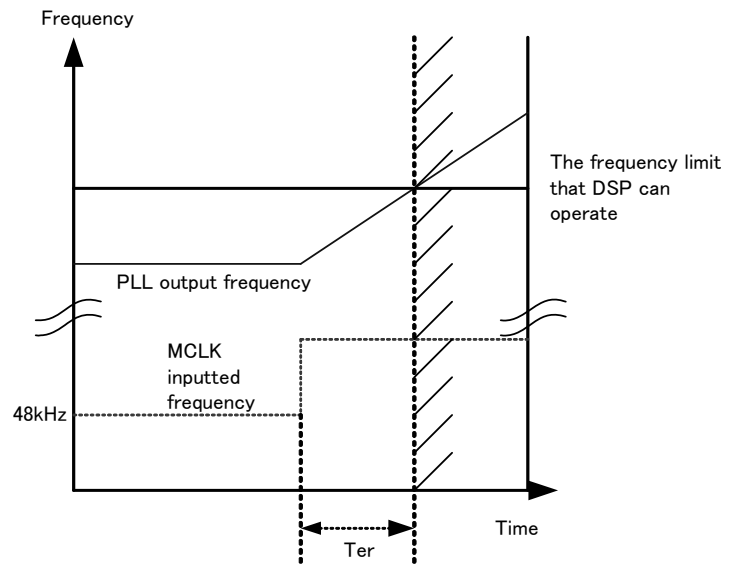 Frequency
The frequency limit
that DSP can
operate
PLL output frequency
MCLK
inputted
frequency
48kHz
Time
Ter